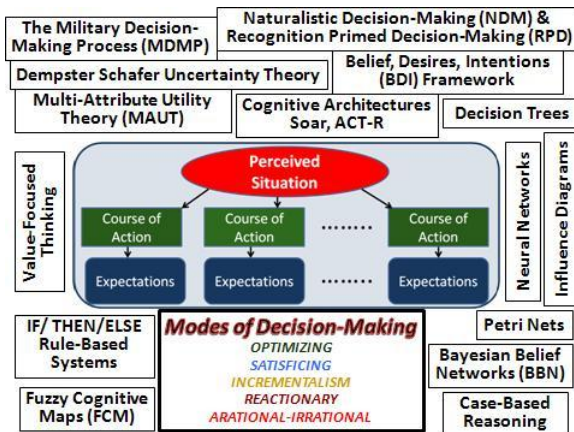 The Military Decision-
Making Process (MDMP)
Naturalistic Decision-Making (NDM) &
Recognition Primed Decision-Making (RPD)
Dempster Schafer Uncertainty Theory
Belief, Desires, Intentions
(BDI) Framework
Multi-Attribute Utility
Theory (MAUT)
Cognitive Architectures
Soar, ACT-R
Decision Trees
Value-Focused
Thinking
Perceived
Situation
Course of
Action
Course of
Action
........
Course of
Action
Expectations
Expectations
........
Expectations
Neural Networks
Influence Diagrams
IF/ THEN/ELSE
Rule-Based
Systems
Fuzzy Cognitive
Maps (FCM)
Modes of Decision-Making
OPTIMIZING
SATISFICING
INCREMENTALISM
REACTIONARY
ARATIONAL-IRRATIONAL
Petri Nets
Bayesian Belief
Networks (BBN)
Case-Based
Reasoning